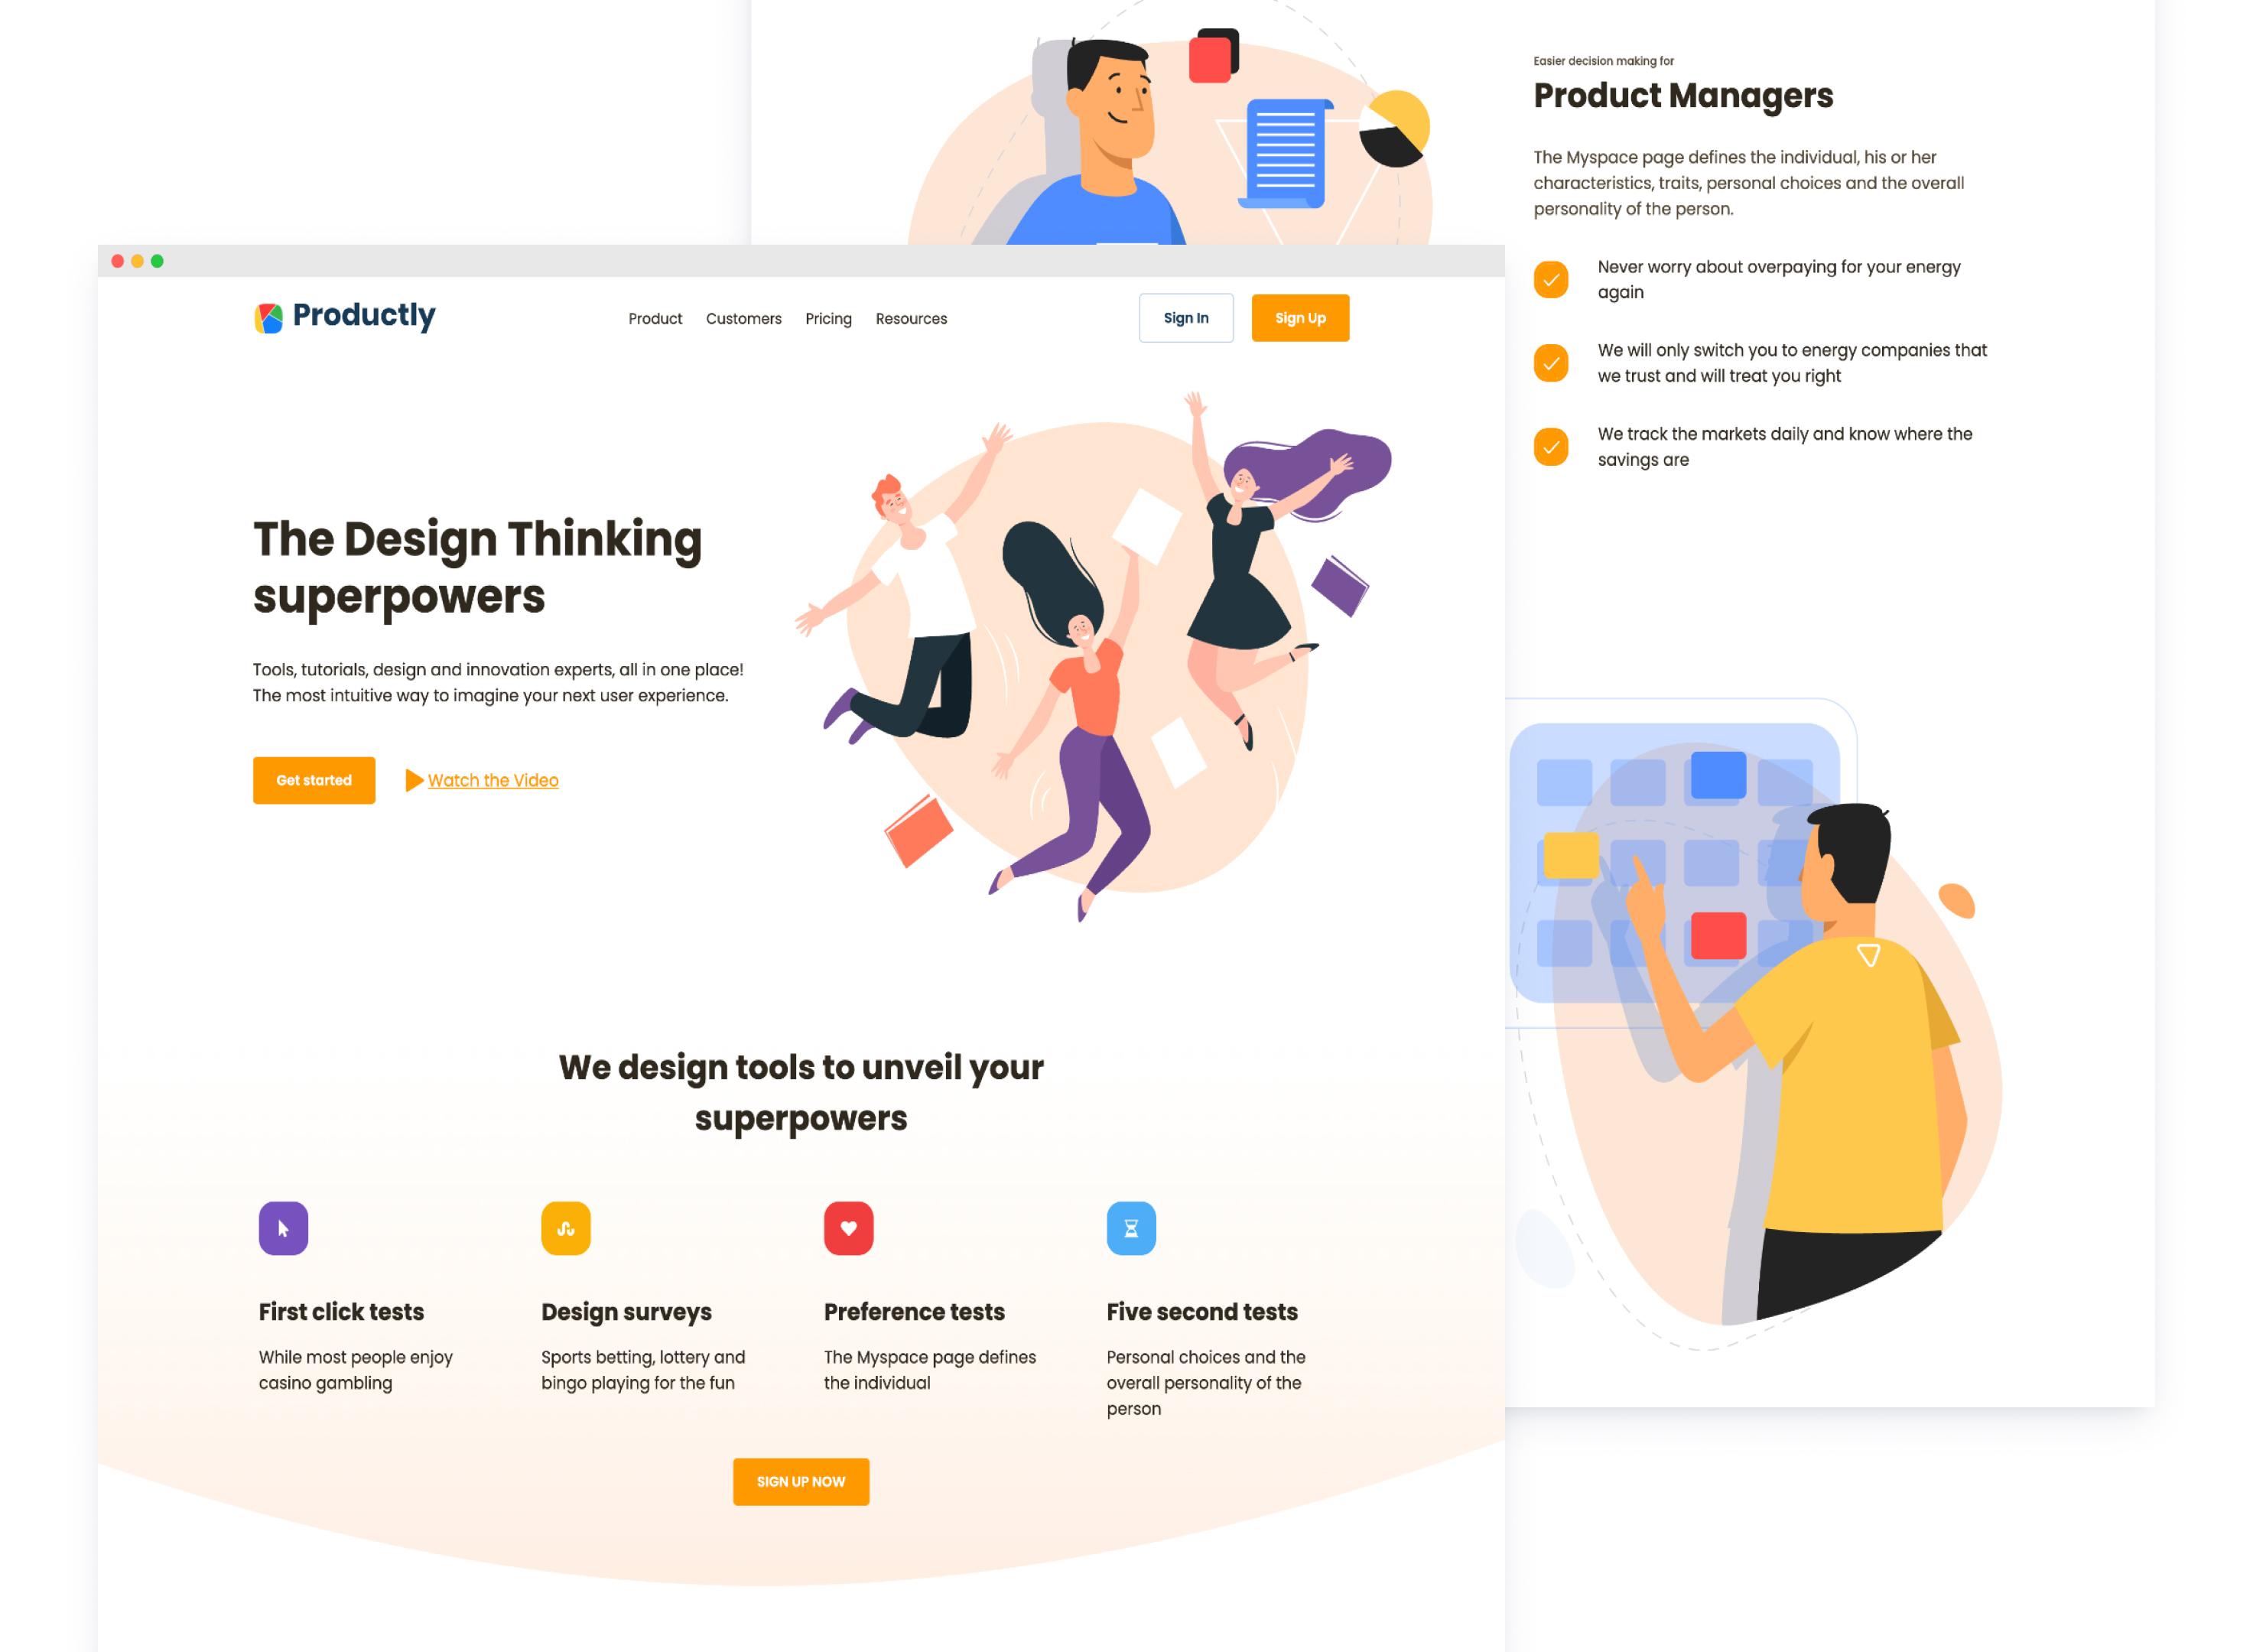 Easier decision making for
Product Managers
The Myspace page defines the individual, his or her
characteristics, traits, personal choices and the overall
personality of the person.
Never worry about overpaying for your energy
again
We will only switch you to energy companies that
we trust and will treat you right
We track the markets daily and know where the
savings are
Productly
Product Customers Pricing Resources
Sign In
Sign Up
The Design Thinking
superpowers
Tools, tutorials, design and innovation experts, all in one place!
The most intuitive way to imagine your next user experience.
Get started
Watch the Video
We design tools to unveil your
superpowers
First click tests
While most people enjoy
casino gambling
Design surveys
Sports betting, lottery and
bingo playing for the fun
Preference tests
The Myspace page defines
the individual
Five second tests
Personal choices and the
overall personality of the
person
SIGN UP NOW